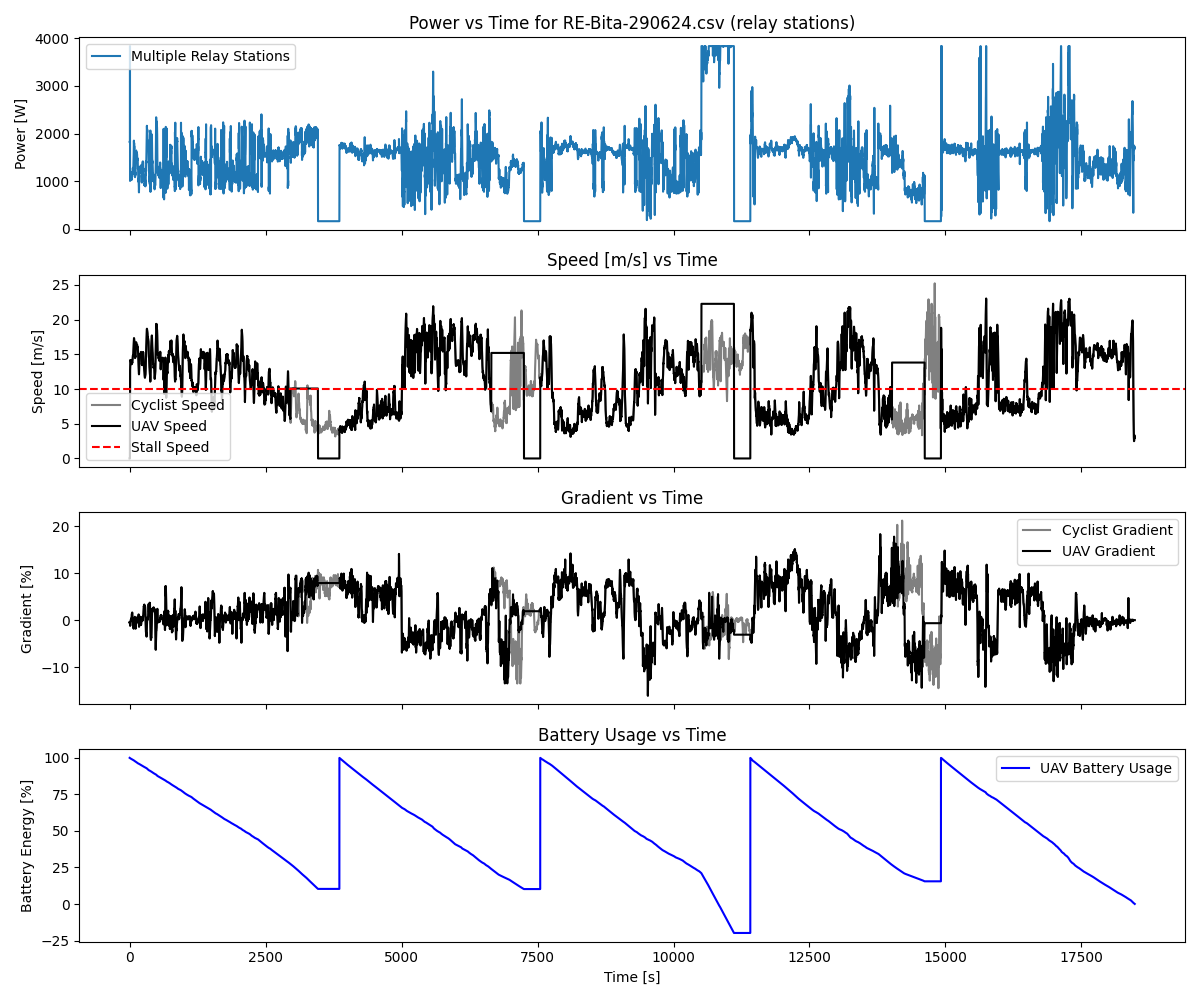 Power vs Time for RE-Bita-290624.csv (relay stations)
4000
3000
2000
1000
0
Power [W]
Multiple Relay Stations
Speed [m/s] vs Time
25
20
15
10
5
0
Speed [m/s]
Cyclist Speed
UAV Speed
Stall Speed
Gradient vs Time
20
10
0
−10
Gradient [%]
Cyclist Gradient
UAV Gradient
Battery Usage vs Time
100
75
50
25
0
−25
Battery Energy [%]
UAV Battery Usage
0 2500 5000 7500 10000 12500 15000 17500
Time [s]